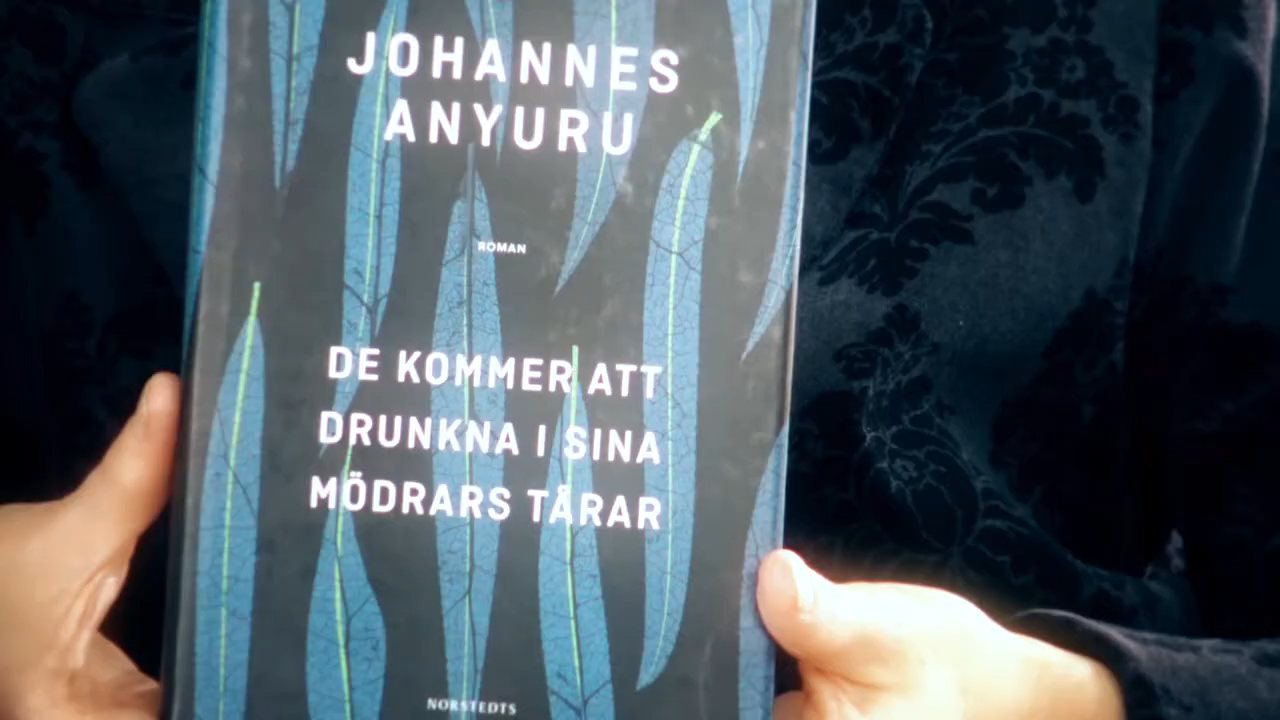 JOHANNES
ANYURU
ROMAN
DE KOMMER ATT
DRUNKNA I SINA
MÖDRARS TÅRAR
NORSTEDTS